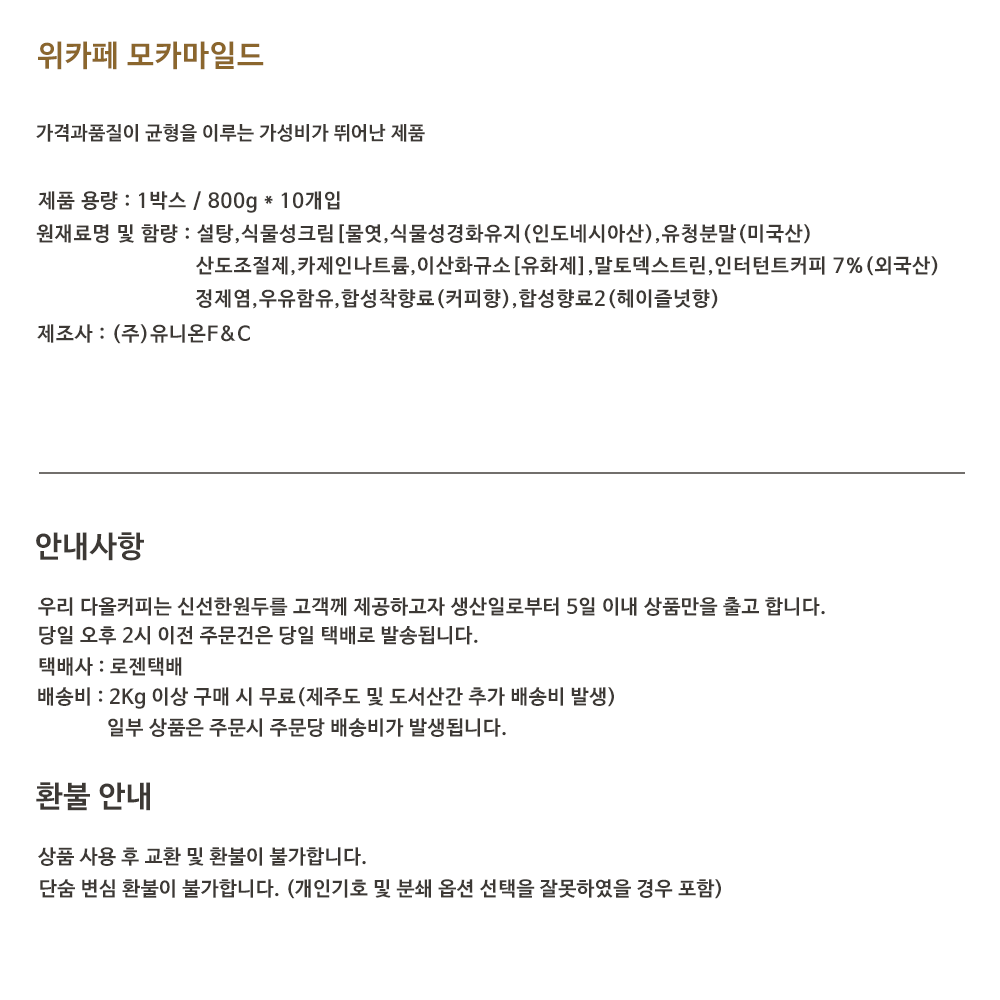 위카페 모카마일드
가격과품질이 균형을 이루는 가성비가 뛰어난 제품
제품 용량 : 1박스 / 800g * 10개입
원재료명 및 함량 : 설탕,식물성크림[물엿,식물성경화유지(인도네시아산),유청분말(미국산)
산도조절제,카제인나트륨,이산화규소[유화제],말토덱스트린,인터턴트커피 7%(외국산)
정제염,우유함유,합성착향료(커피향),합성향료2(헤이즐넛향)
제조사 : (주)유니온F&C
안내사항
우리 다올커피는 신선한원두를 고객께 제공하고자 생산일로부터 5일 이내 상품만을 출고 합니다.
당일 오후 2시 이전 주문건은 당일 택배로 발송됩니다.
택배사 : 로젠택배
배송비 : 2Kg 이상 구매 시 무료(제주도 및 도서산간 추가 배송비 발생)
일부 상품은 주문시 주문당 배송비가 발생됩니다.
환불 안내
상품 사용 후 교환 및 환불이 불가합니다.
단숨 변심 환불이 불가합니다. (개인기호 및 분쇄 옵션 선택을 잘못하였을 경우 포함)